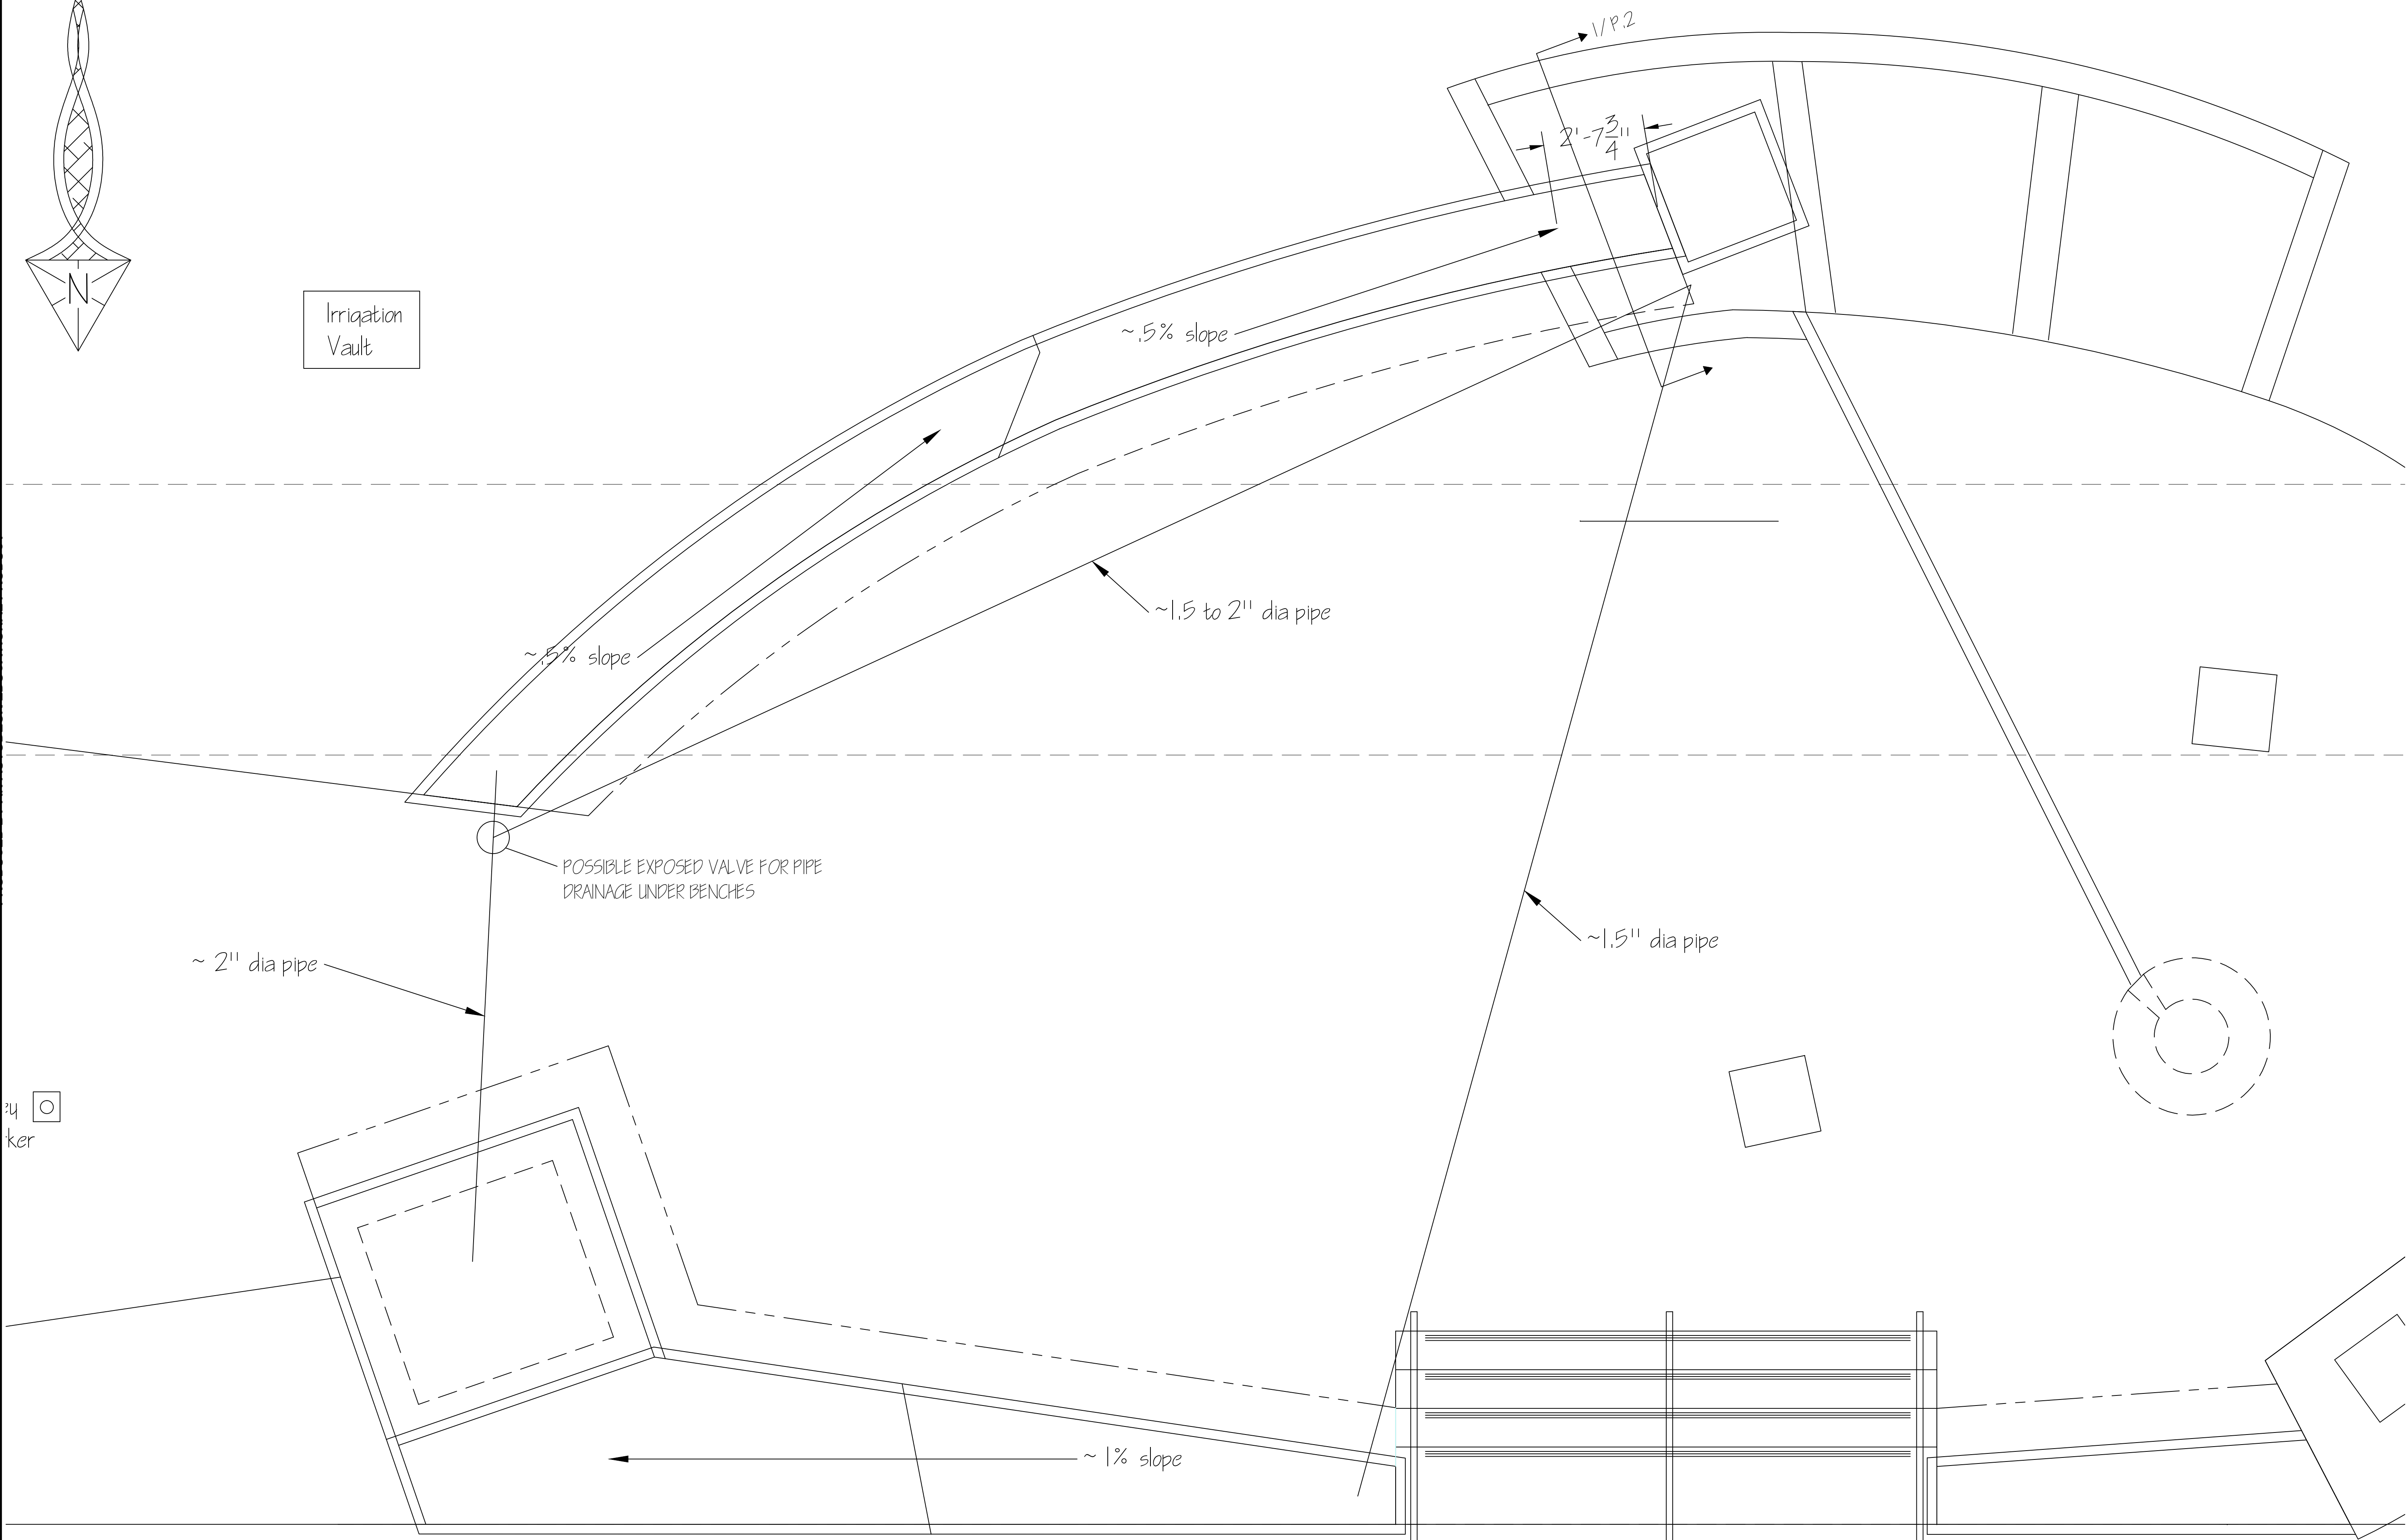 1/P.2
2'-7 3/4"
N
Irrigation
Vault
~.5% slope
~1.5 to 2" dia pipe
~.5% slope
POSSIBLE EXPOSED VALVE FOR PIPE
DRAINAGE UNDER BENCHES
~1.5" dia pipe
~ 2" dia pipe
ker
~ 1% slope